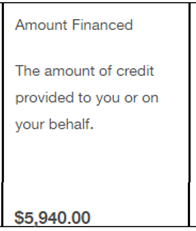 Amount Financed
The amount of credit
provided to you or on
your behalf.
$5,940.00